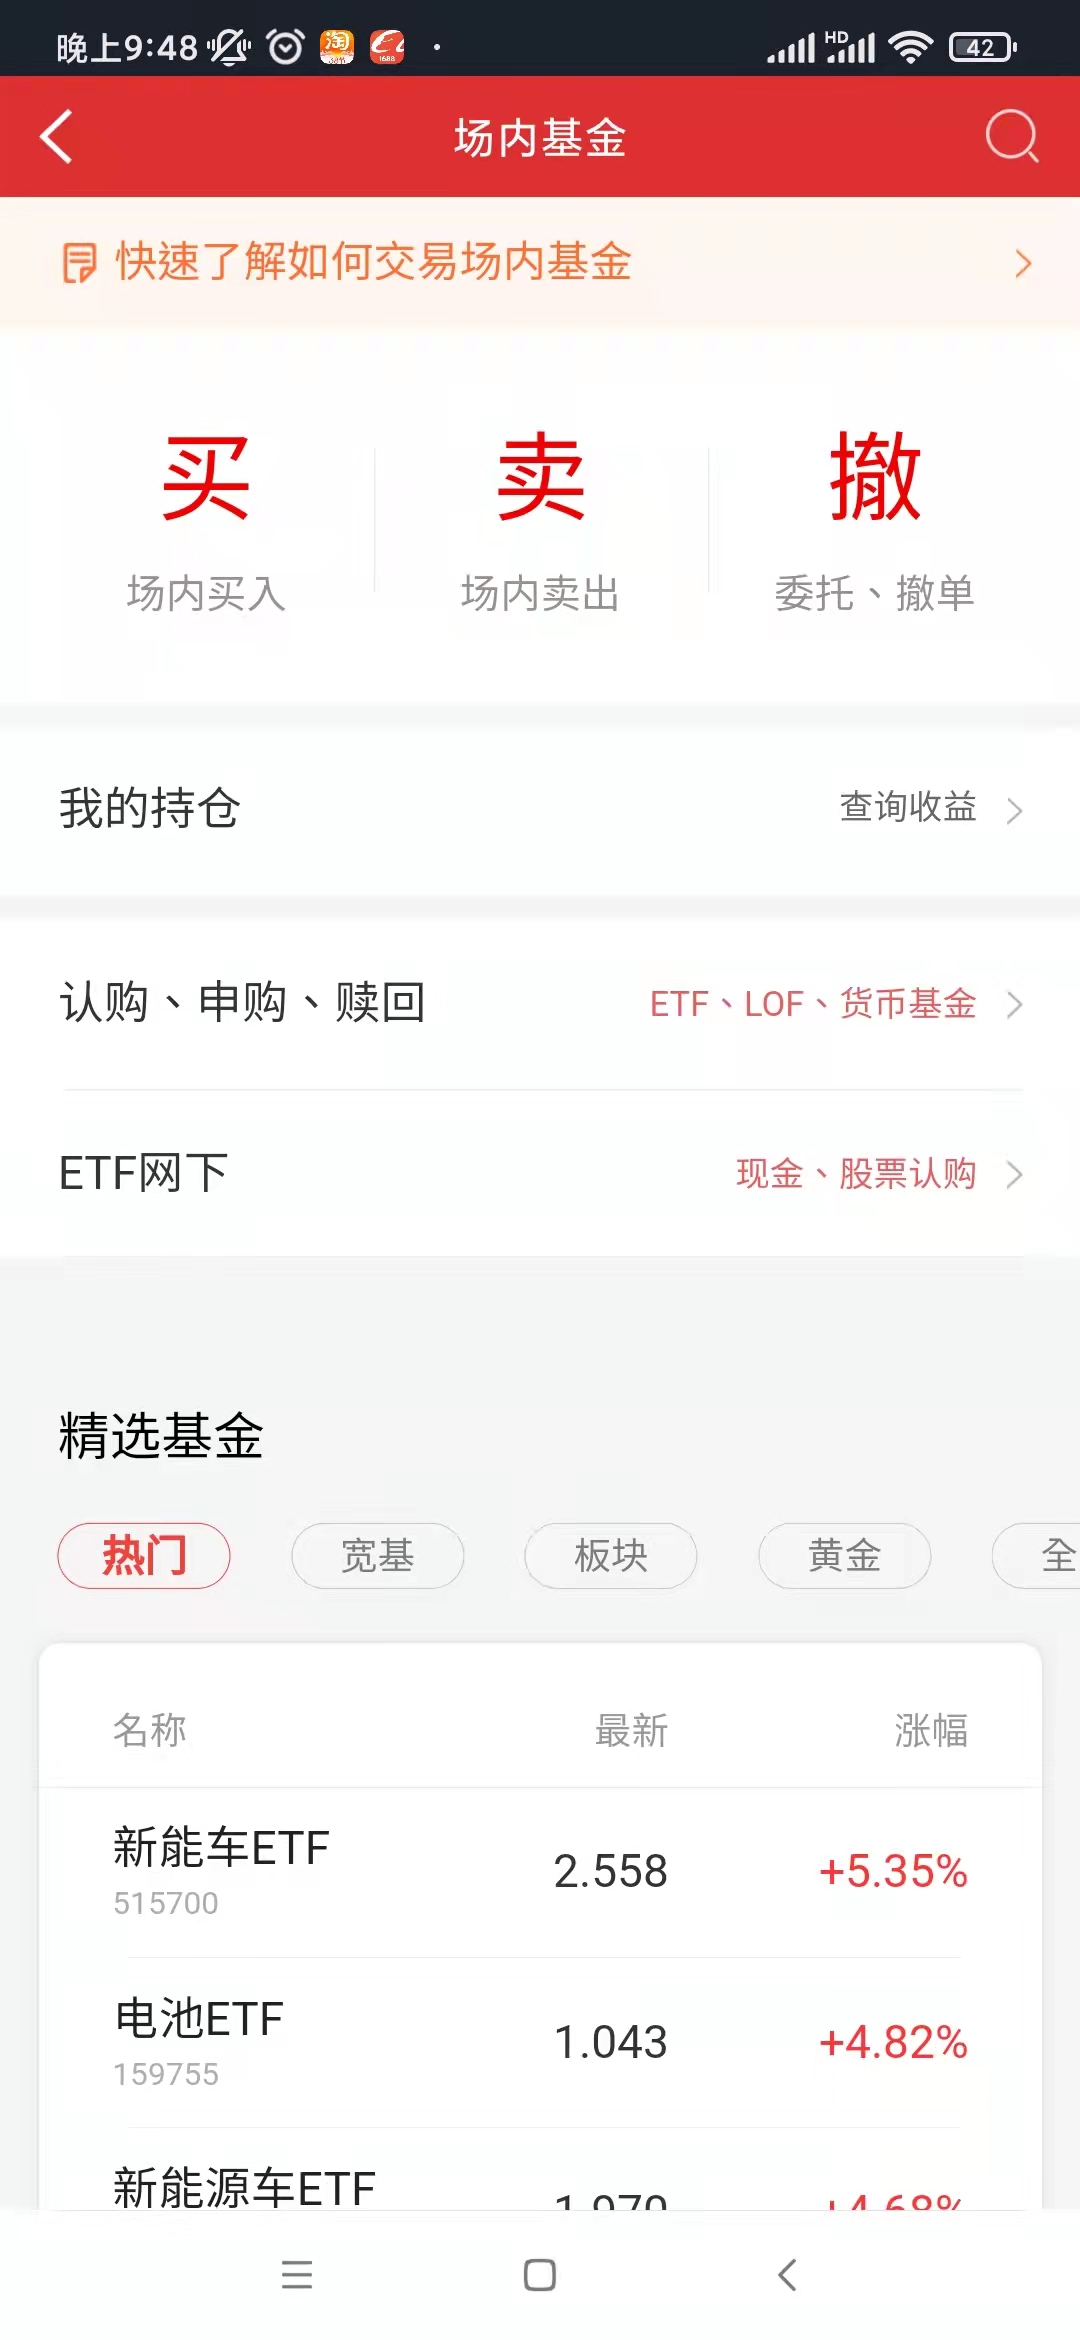 晚上9:48
HD
42
场内基金
快速了解如何交易场内基金
买 卖 撤
场内买入 场内卖出 委托、撤单
我的持仓 查询收益
认购、申购、赎回 ETF、LOF、货币基金
ETF网下 现金、股票认购
精选基金
热门 宽基 板块 黄金 全
名称 最新 涨幅
新能车ETF 2.558 +5.35%
515700
电池ETF 1.043 +4.82%
159755
新能源车ETF 1.970 +4.68%